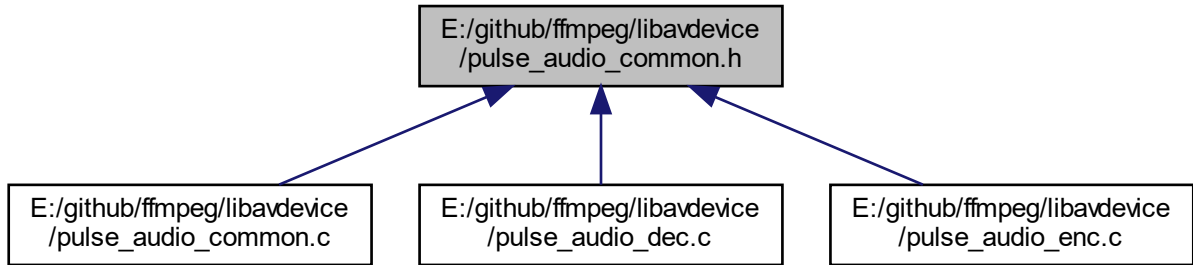 E:/github/ffmpeg/libavdevice
/pulse_audio_common.h
E:/github/ffmpeg/libavdevice
/pulse_audio_common.c
E:/github/ffmpeg/libavdevice
/pulse_audio_dec.c
E:/github/ffmpeg/libavdevice
/pulse_audio_enc.c